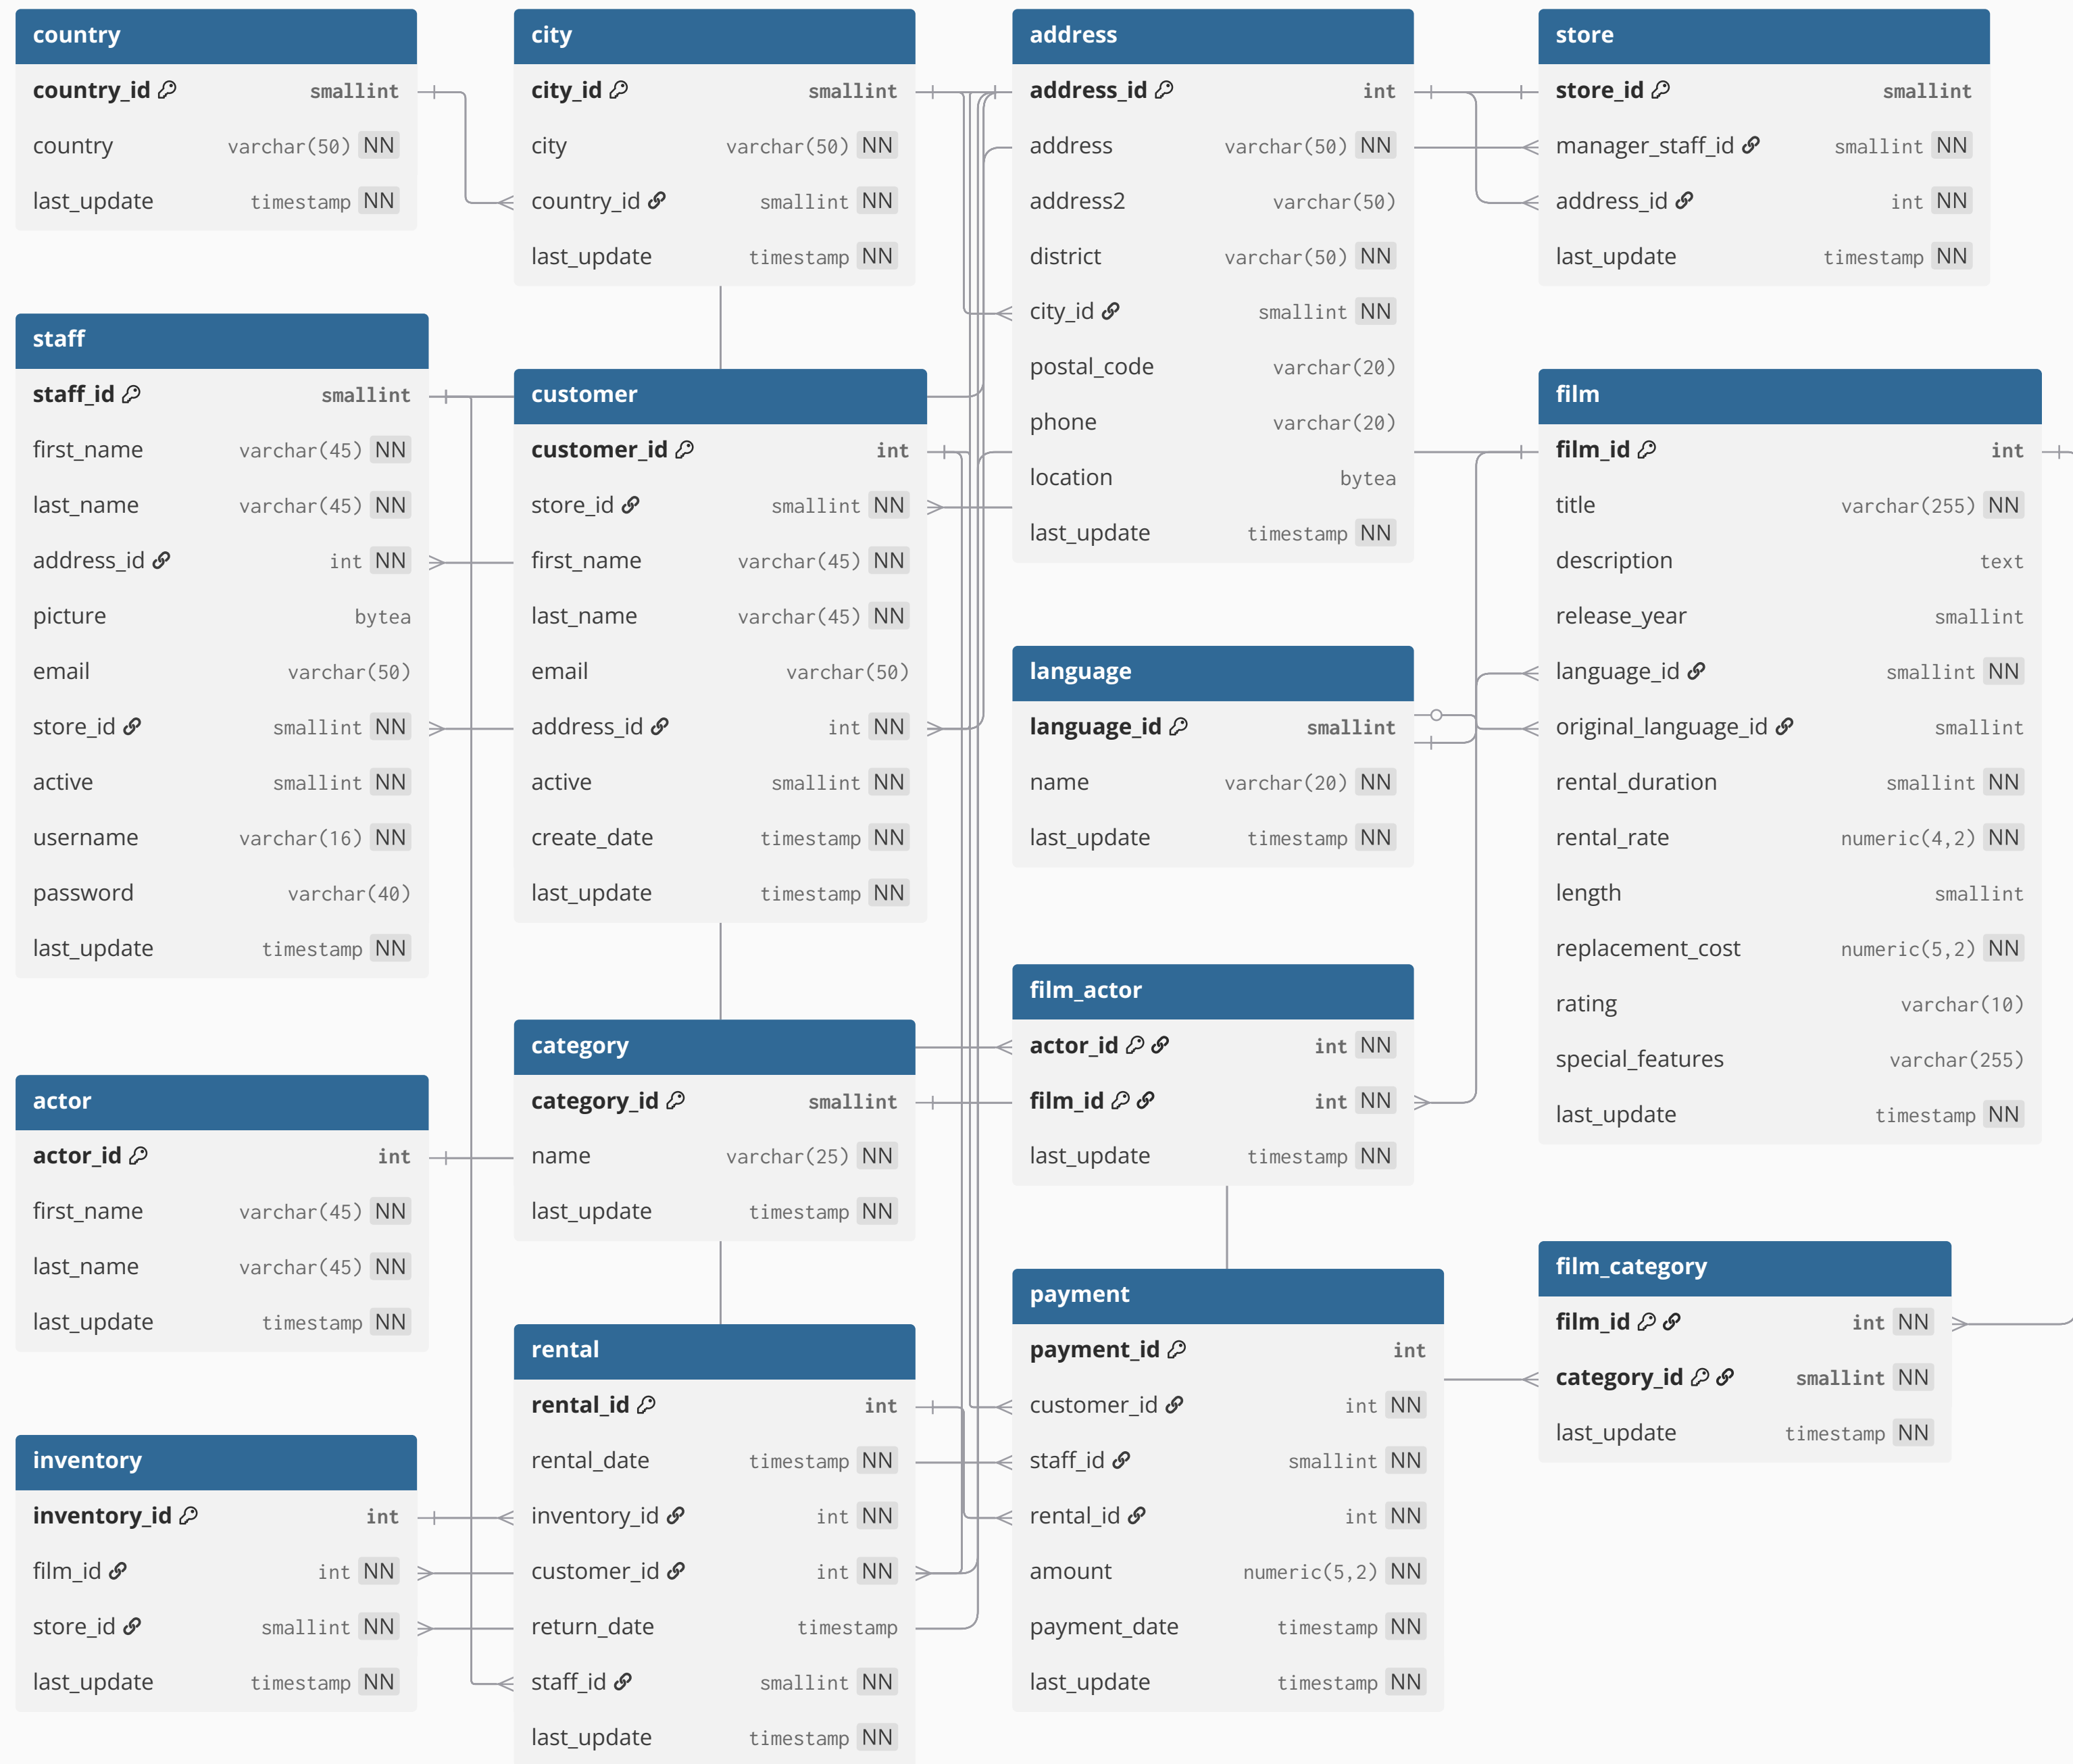 country
country_id smallint
country varchar(50) NN
last_update timestamp NN
city
city_id smallint
city varchar(50) NN
country_id smallint NN
last_update timestamp NN
address
address_id int
address varchar(50) NN
address2 varchar(50)
district varchar(50) NN
city_id smallint NN
postal_code varchar(20)
phone varchar(20)
location bytea
last_update timestamp NN
store
store_id smallint
manager_staff_id smallint NN
address_id int NN
last_update timestamp NN
staff
staff_id smallint
first_name varchar(45) NN
last_name varchar(45) NN
address_id int NN
picture bytea
email varchar(50)
store_id smallint NN
active smallint NN
username varchar(16) NN
password varchar(40)
last_update timestamp NN
customer
customer_id int
store_id smallint NN
first_name varchar(45) NN
last_name varchar(45) NN
email varchar(50)
address_id int NN
active smallint NN
create_date timestamp NN
last_update timestamp NN
language
language_id smallint
name varchar(20) NN
last_update timestamp NN
film
film_id int
title varchar(255) NN
description text
release_year smallint
language_id smallint NN
original_language_id smallint
rental_duration smallint NN
rental_rate numeric(4,2) NN
length smallint
replacement_cost numeric(5,2) NN
rating varchar(10)
special_features varchar(255)
last_update timestamp NN
actor
actor_id int
first_name varchar(45) NN
last_name varchar(45) NN
last_update timestamp NN
category
category_id smallint
name varchar(25) NN
last_update timestamp NN
film_actor
actor_id int NN
film_id int NN
last_update timestamp NN
film_category
film_id int NN
category_id smallint NN
last_update timestamp NN
inventory
inventory_id int
film_id int NN
store_id smallint NN
last_update timestamp NN
rental
rental_id int
rental_date timestamp NN
inventory_id int NN
customer_id int NN
return_date timestamp
staff_id smallint NN
last_update timestamp NN
payment
payment_id int
customer_id int NN
staff_id smallint NN
rental_id int NN
amount numeric(5,2) NN
payment_date timestamp NN
last_update timestamp NN